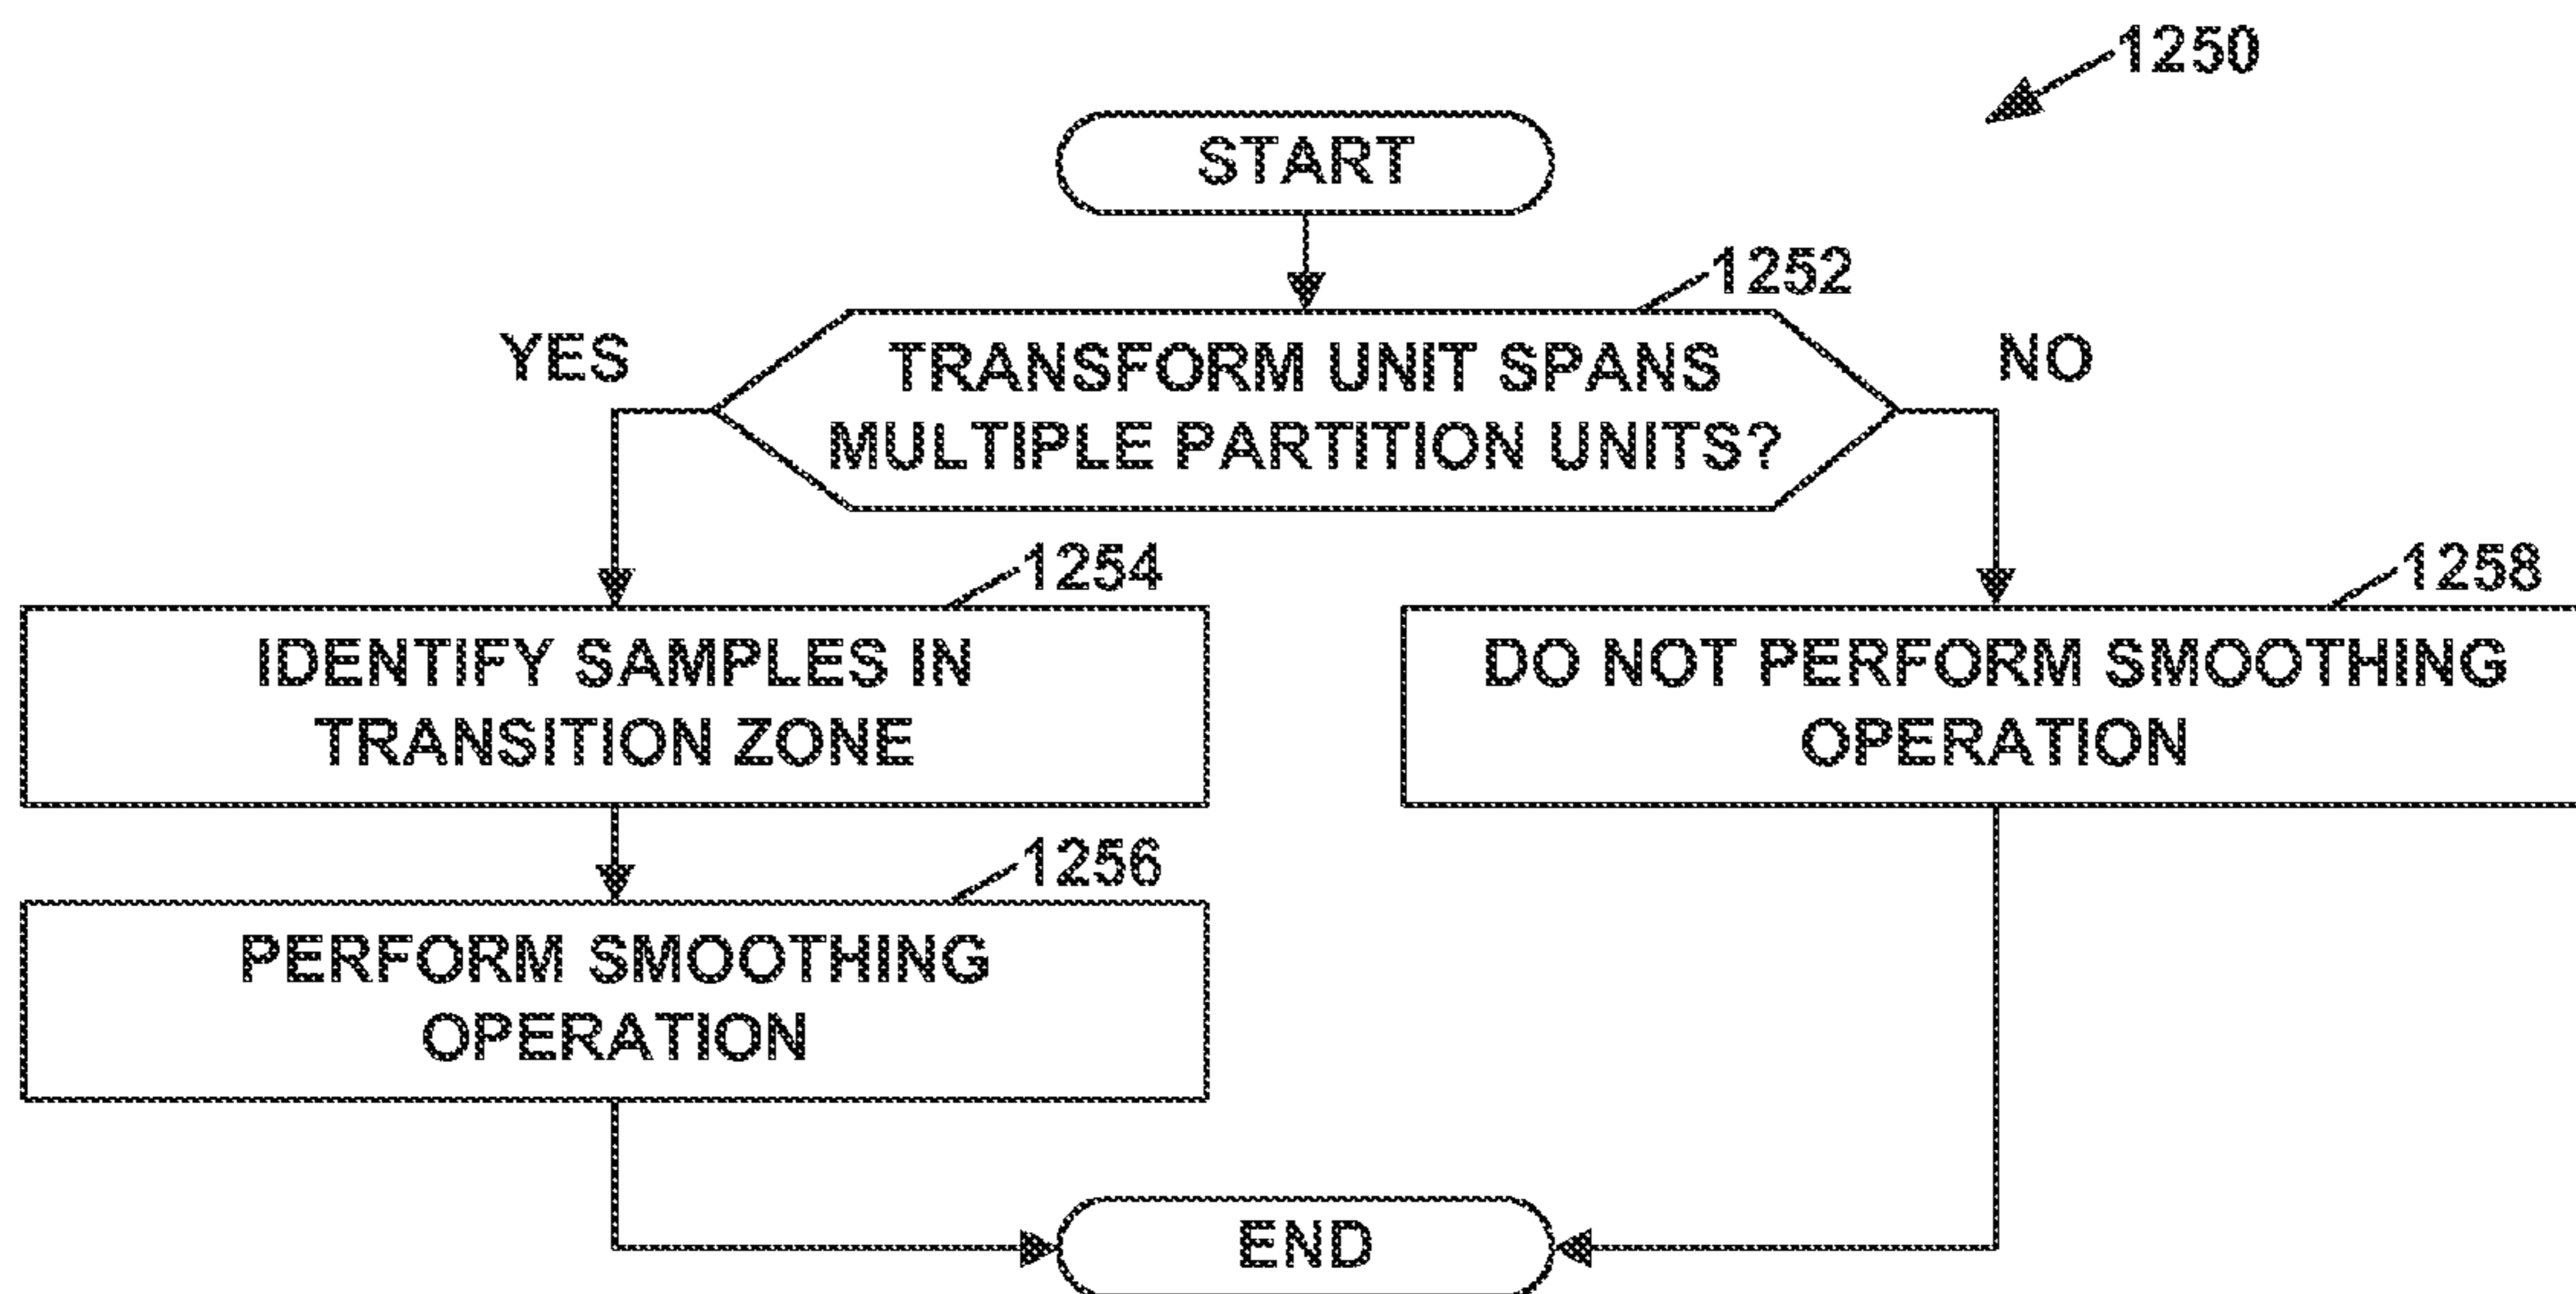 1250
START
1252
YES
NO
TRANSFORM UNIT SPANS
MULTIPLE PARTITION UNITS?
1254
1258
IDENTIFY SAMPLES IN
TRANSITION ZONE
DO NOT PERFORM SMOOTHING
OPERATION
1256
PERFORM SMOOTHING
OPERATION
END